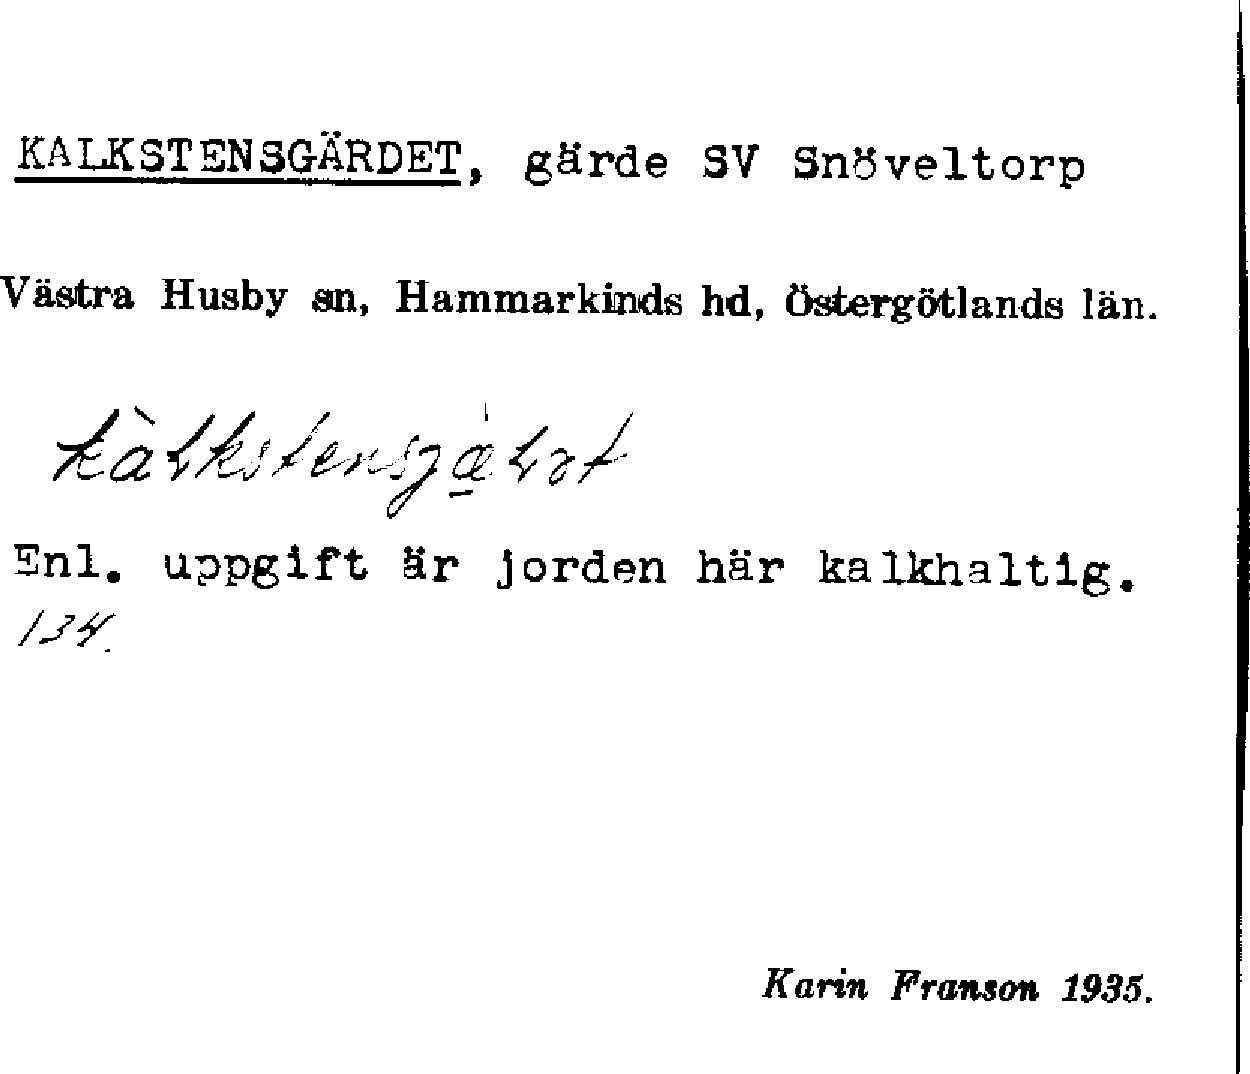 KALKSTENSGÄRDET, gärde SV Snöveltorp
Västra Husby sn, Hammarkinds hd, Östergötlands län.
Enl. uppgift är jorden här kalkhaltig.
134.
Karin Franson 1935.